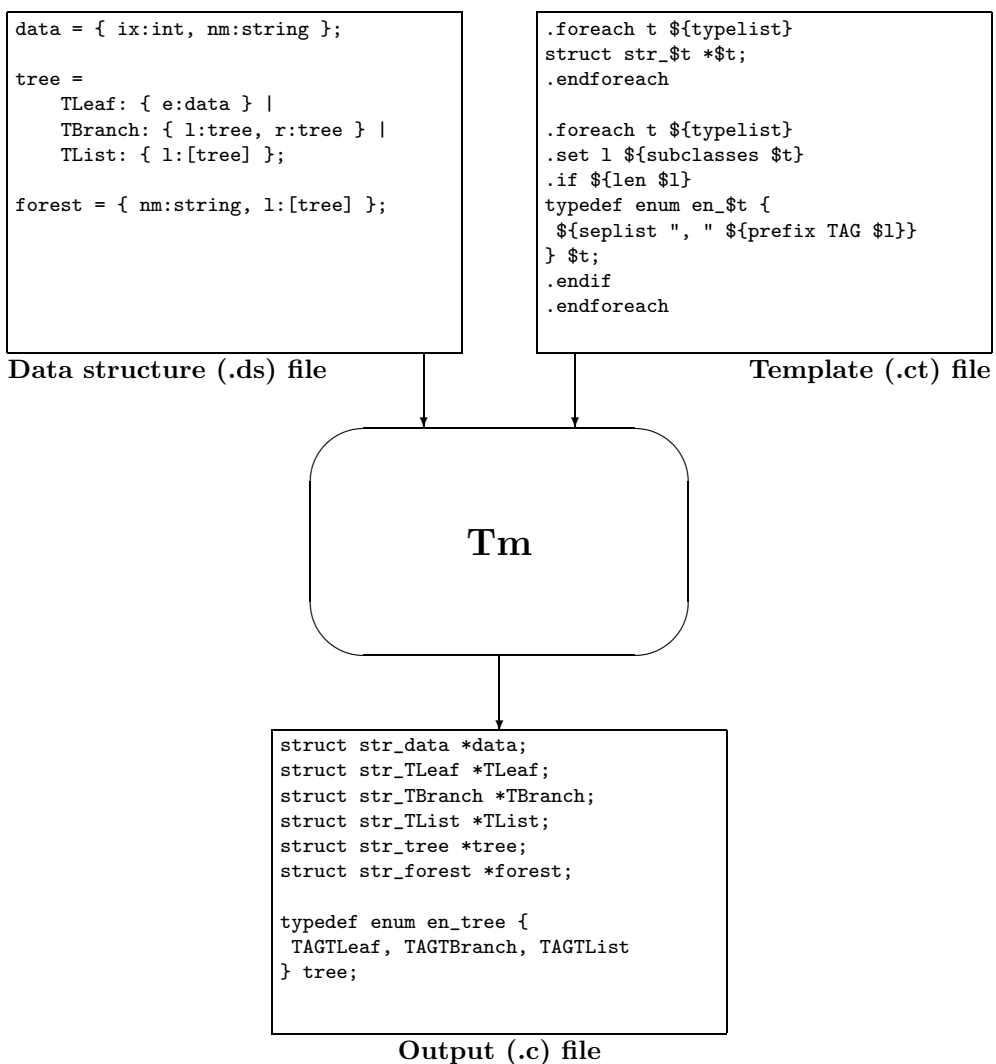 data = { ix:int, nm:string };
tree =
    TLeaf: { e:data } |
    TBranch: { l:tree, r:tree } |
    TList: { l:[tree] };
forest = { nm:string, l:[tree] };
Data structure (.ds) file
.foreach t ${typelist}
struct str_$t *$t;
.endforeach
.foreach t ${typelist}
.set l ${subclasses $t}
.if ${len $l}
typedef enum en_$t {
 ${seplist ", " ${prefix TAG $l}}
} $t;
.endif
.endforeach
Template (.ct) file
Tm
struct str_data *data;
struct str_TLeaf *TLeaf;
struct str_TBranch *TBranch;
struct str_TList *TList;
struct str_tree *tree;
struct str_forest *forest;
typedef enum en_tree {
 TAGTLeaf, TAGTBranch, TAGTList
} tree;
Output (.c) file